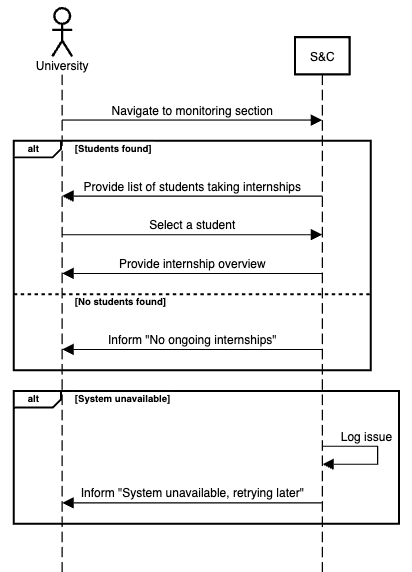 University
S&C
Navigate to monitoring section
alt [Students found]
Provide list of students taking internships
Select a student
Provide internship overview
[No students found]
Inform "No ongoing internships"
alt [System unavailable]
Log issue
Inform "System unavailable, retrying later"